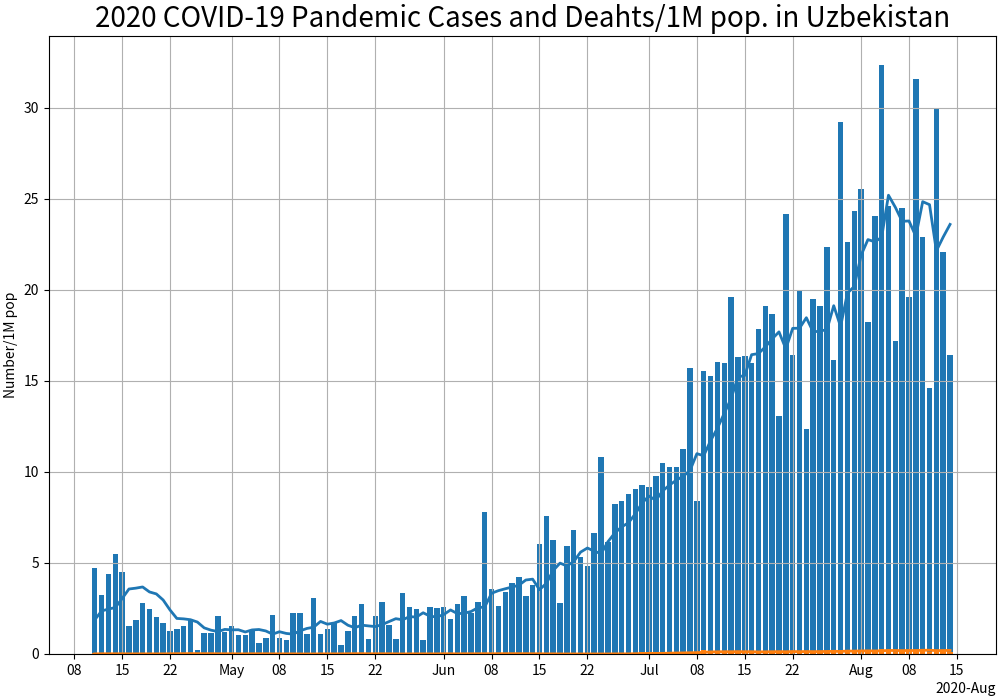 2020 COVID-19 Pandemic Cases and Deahts/1M pop. in Uzbekistan
Number/1M pop
30
25
20
15
10
5
0
08 15 22 May 08 15 22 Jun 08 15 22 Jul 08 15 22 Aug 08 15
2020-Aug